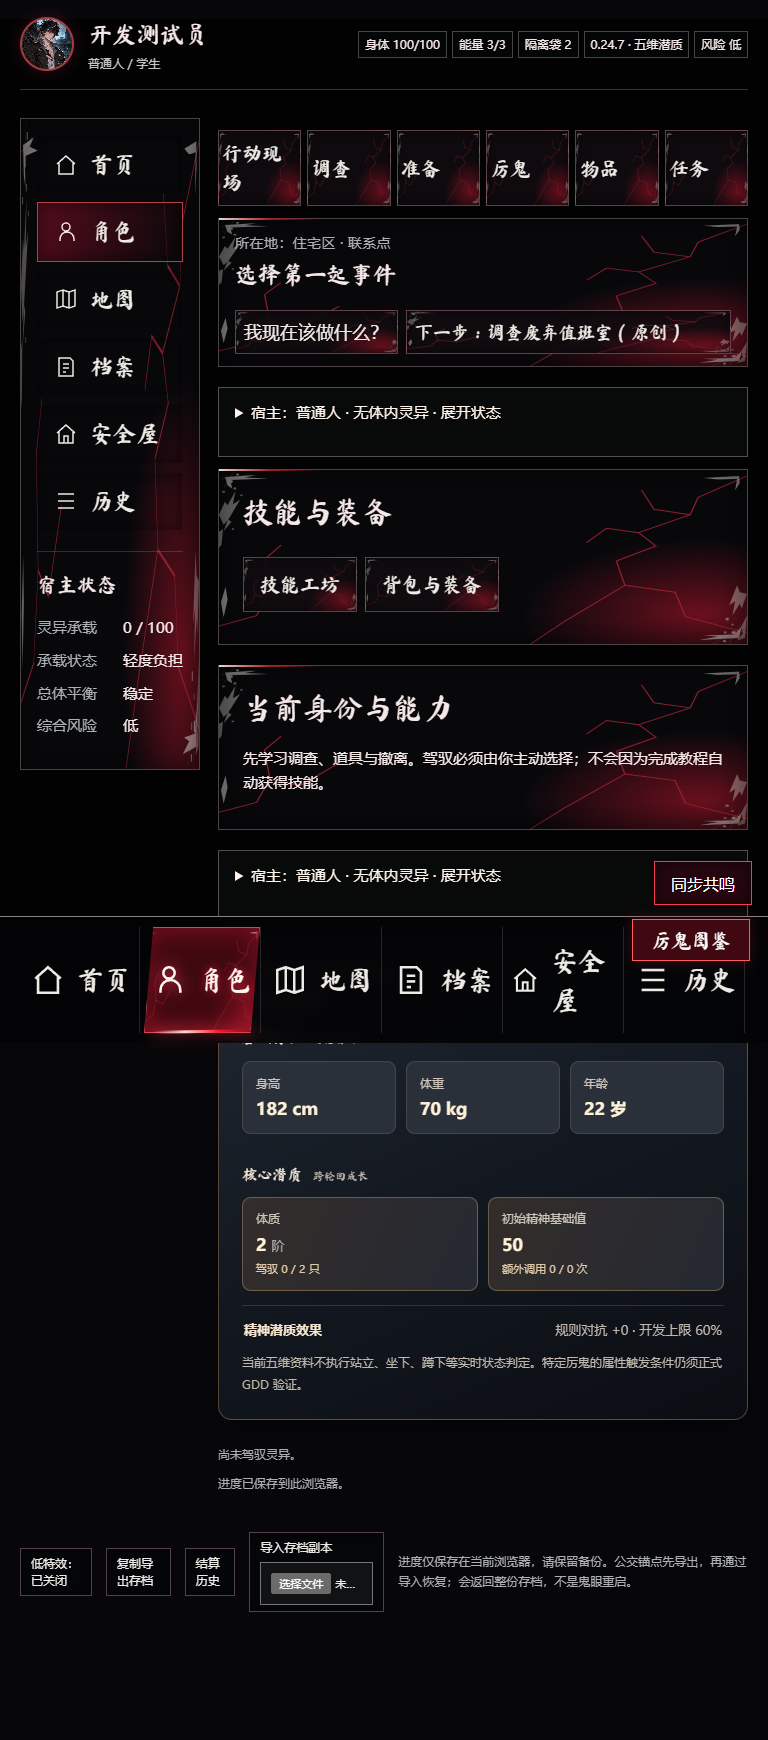 开发测试员
普通人 / 学生
身体 100/100
能量 3/3
隔离袋 2
0.24.7 · 五维潜质
风险 低
首页
角色
地图
档案
安全屋
历史
宿主状态
灵异承载 0 / 100
承载状态 轻度负担
总体平衡 稳定
综合风险 低
行动现
场
调查
准备
厉鬼
物品
任务
所在地：住宅区 · 联系点
选择第一起事件
我现在该做什么？
下一步：调查废弃值班室（原创）
▶ 宿主：普通人 · 无体内灵异 · 展开状态
技能与装备
技能工坊
背包与装备
当前身份与能力
先学习调查、道具与撤离。驾驭必须由你主动选择；不会因为完成教程自
动获得技能。
▶ 宿主：普通人 · 无体内灵异 · 展开状态
同步共鸣
厉鬼图鉴
首页
角色
地图
档案
安全
屋
历史
身高
182 cm
体重
70 kg
年龄
22 岁
核心潜质 跨轮回成长
体质
2 阶
驾驭 0 / 2 只
初始精神基础值
50
额外调用 0 / 0 次
精神潜质效果
规则对抗 +0 · 开发上限 60%
当前五维资料不执行站立、坐下、蹲下等实时状态判定。特定厉鬼的属性触发条件仍须正式
GDD 验证。
尚未驾驭灵异。
进度已保存到此浏览器。
低特效：
已关闭
复制导
出存档
结算
历史
导入存档副本
选择文件 未...
进度仅保存在当前浏览器，请保留备份。公交锚点先导出，再通过
导入恢复；会返回整份存档，不是鬼眼重启。